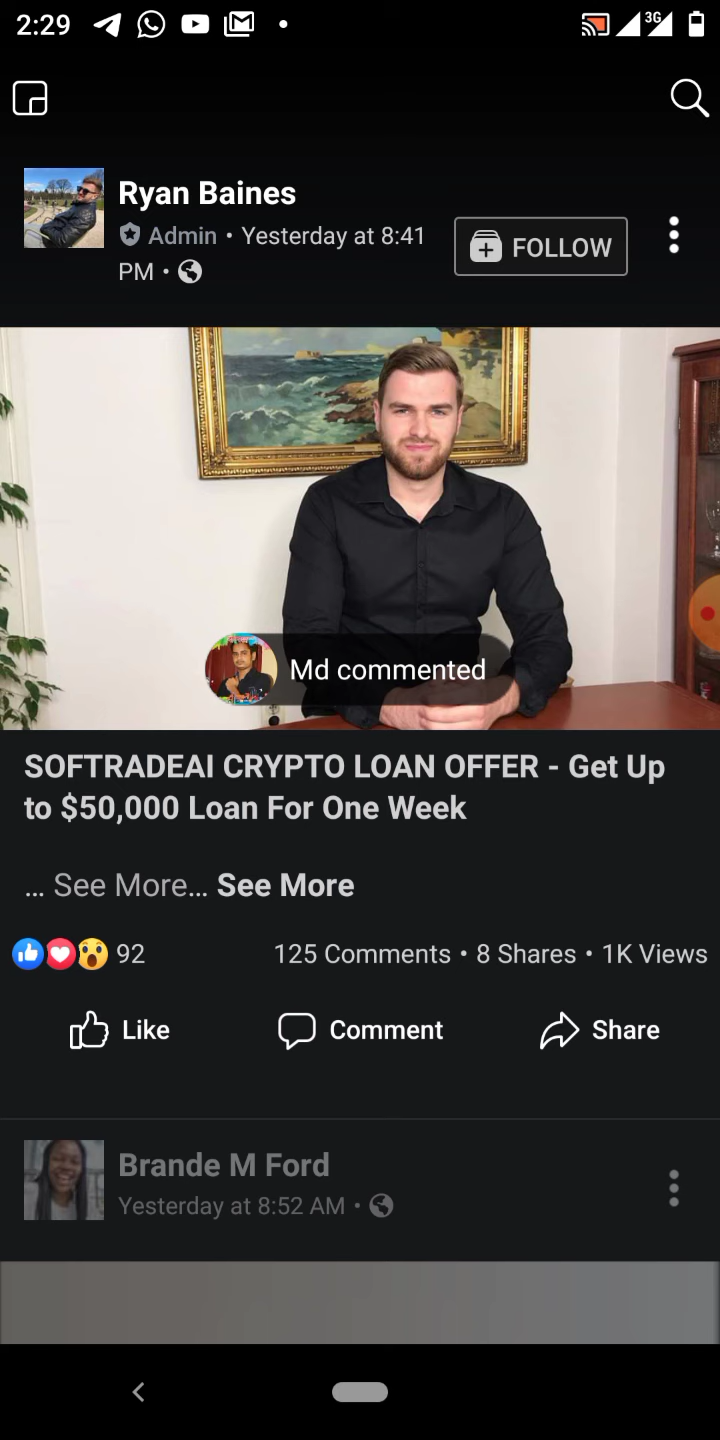 2:29
3G
Ryan Baines
Admin • Yesterday at 8:41
PM •
FOLLOW
Md commented
SOFTRADEAI CRYPTO LOAN OFFER - Get Up
to $50,000 Loan For One Week
... See More... See More
92
125 Comments • 8 Shares • 1K Views
Like
Comment
Share
Brande M Ford
Yesterday at 8:52 AM •